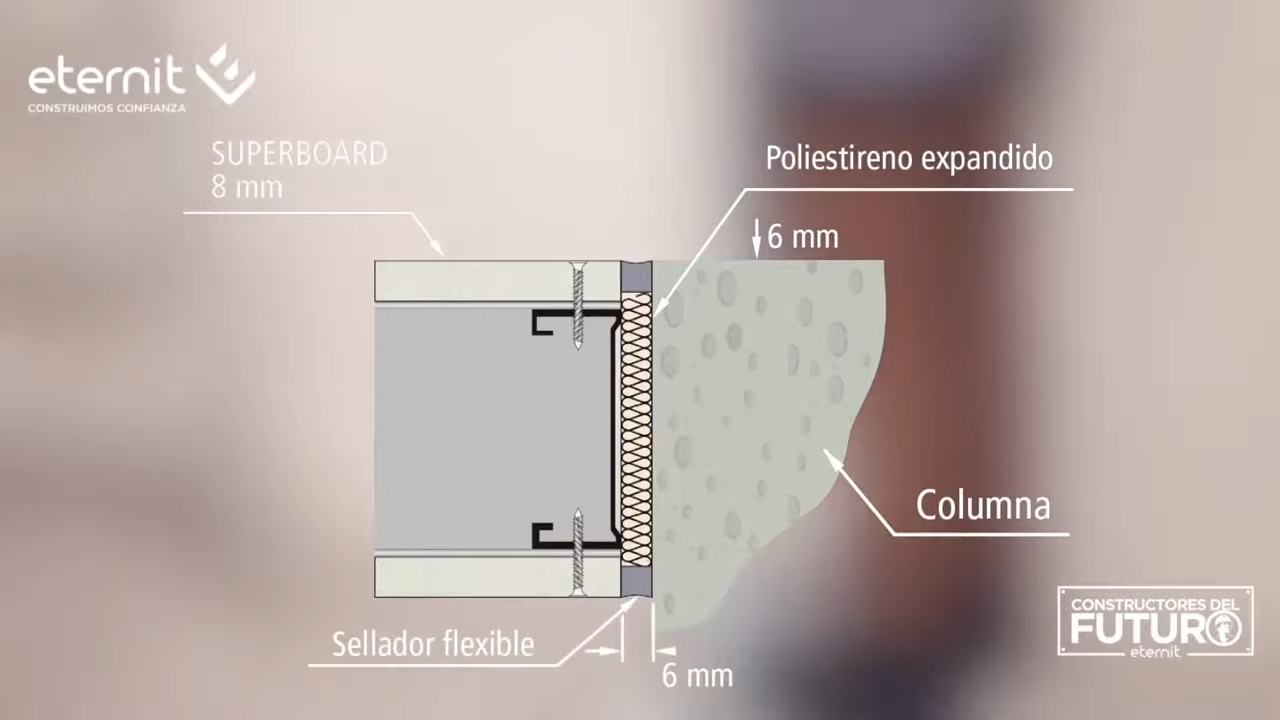 eternit
CONSTRUIMOS CONFIANZA
SUPERBOARD
8 mm
Poliestireno expandido
6 mm
Columna
Sellador flexible
6 mm
CONSTRUCTORES DEL
FUTURO
eternit